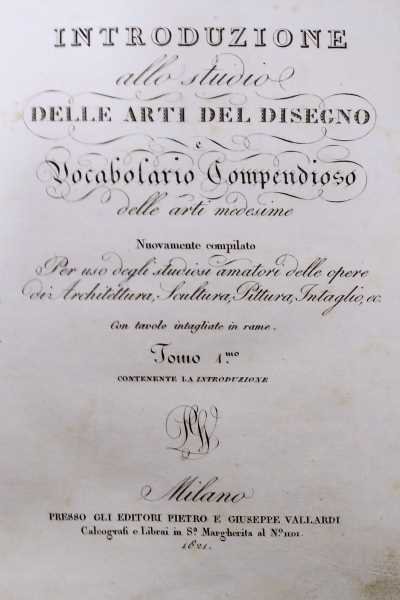 INTRODUZIONE
allo studio
DELLE ARTI DEL DISEGNO
e
Vocabolario Compendioso
delle arti medesime
Nuovamente compilato
Per uso degli studiosi amatori delle opere
di Architettura, Scultura, Pittura, Intaglio, ec.
Con tavole intagliate in rame.
Tomo 1.mo
CONTENENTE LA INTRODUZIONE
Milano
PRESSO GLI EDITORI PIETRO E GIUSEPPE VALLARDI
Calcografi e Librai in S.a Margherita al N.o 1101.
1821.